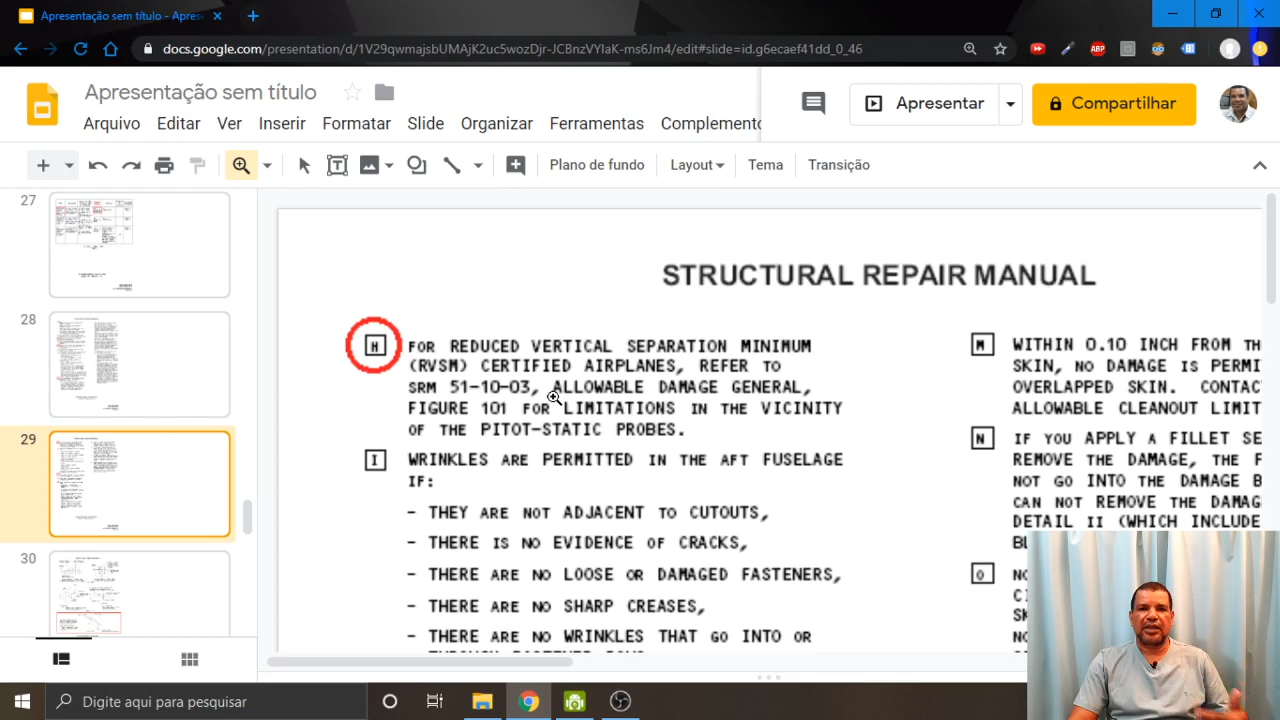 Apresentação sem título - Aprese
docs.google.com/presentation/d/1V29qwmajsbUMAjK2uc5wozDjr-JCBnzVYIaK-ms6Jm4/edit#slide=id.g6ecaef41dd_0_46
ABP
Apresentação sem título
Apresentar
Compartilhar
Arquivo Editar Ver Inserir Formatar Slide Organizar Ferramentas Complemento
Plano de fundo Layout Tema Transição
27
28
29
30
STRUCTURAL REPAIR MANUAL
H FOR REDUCED VERTICAL SEPARATION MINIMUM
(RVSM) CERTIFIED AIRPLANES, REFER TO
SRM 51-10-03, ALLOWABLE DAMAGE GENERAL,
FIGURE 101 FOR LIMITATIONS IN THE VICINITY
OF THE PITOT-STATIC PROBES.
I WRINKLES ARE PERMITTED IN THE AFT FUSELAGE
IF:
- THEY ARE NOT ADJACENT TO CUTOUTS,
- THERE IS NO EVIDENCE OF CRACKS,
- THERE ARE NO LOOSE OR DAMAGED FASTENERS,
- THERE ARE NO SHARP CREASES,
- THERE ARE NO WRINKLES THAT GO INTO OR
M WITHIN 0.10 INCH FROM TH
SKIN, NO DAMAGE IS PERMI
OVERLAPPED SKIN. CONTAC
ALLOWABLE CLEANOUT LIMIT
N IF YOU APPLY A FILLET SE
REMOVE THE DAMAGE, THE F
NOT GO INTO THE DAMAGE B
CAN NOT REMOVE THE DAMAG
DETAIL II (WHICH INCLUDE
BL
O NO
SK
Digite aqui para pesquisar